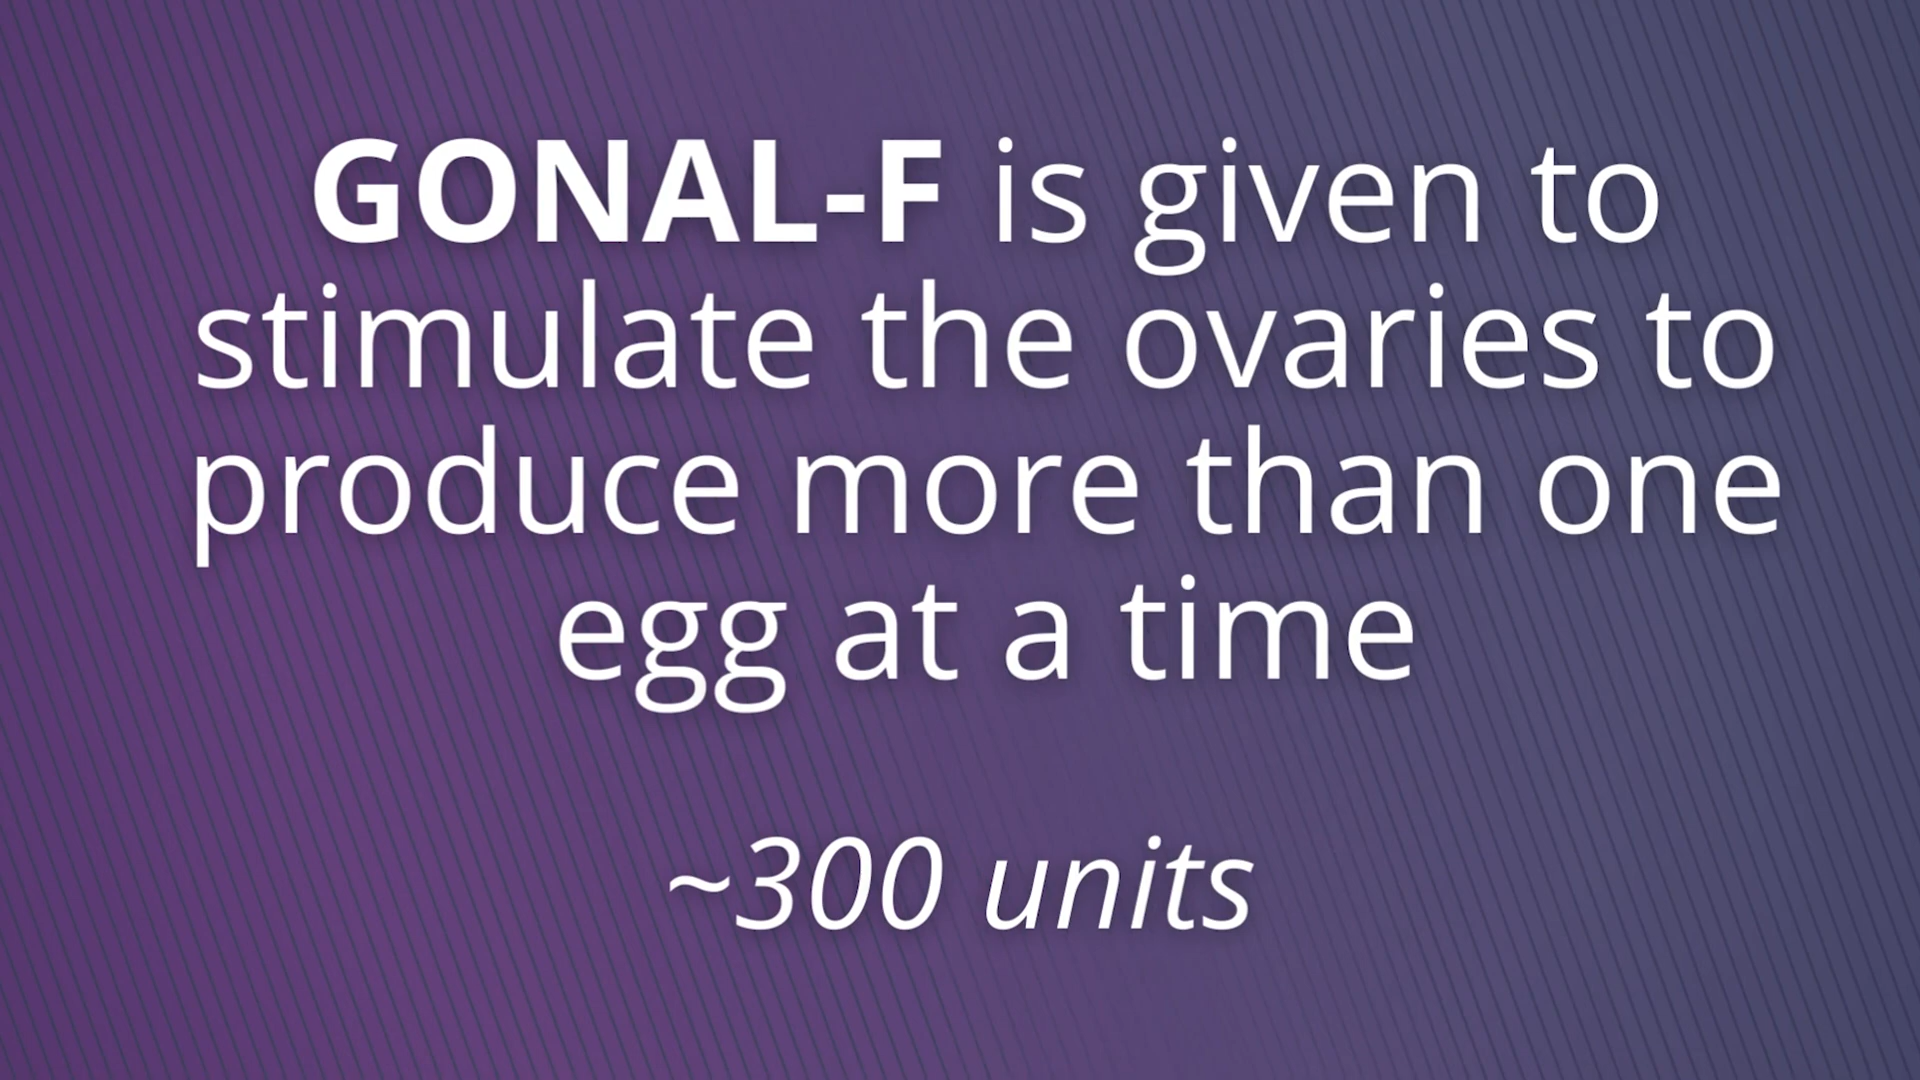 GONAL-F is given to
stimulate the ovaries to
produce more than one
egg at a time
~300 units